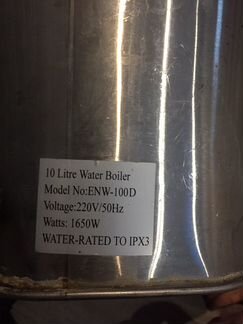 10 Litre Water Boiler
Model No:ENW-100D
Voltage:220V/50Hz
Watts: 1650W
WATER-RATED TO IPX3